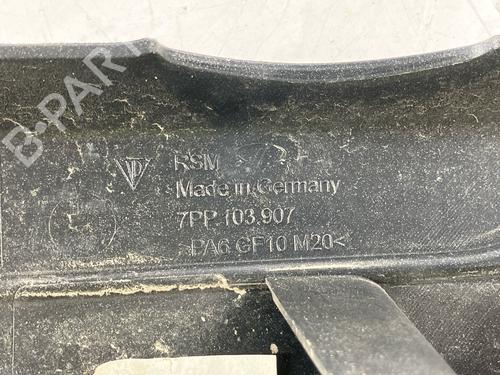 B-PARTS
RSM
Made in Germany
7PP.103.907
>PA6 GF10 M20<